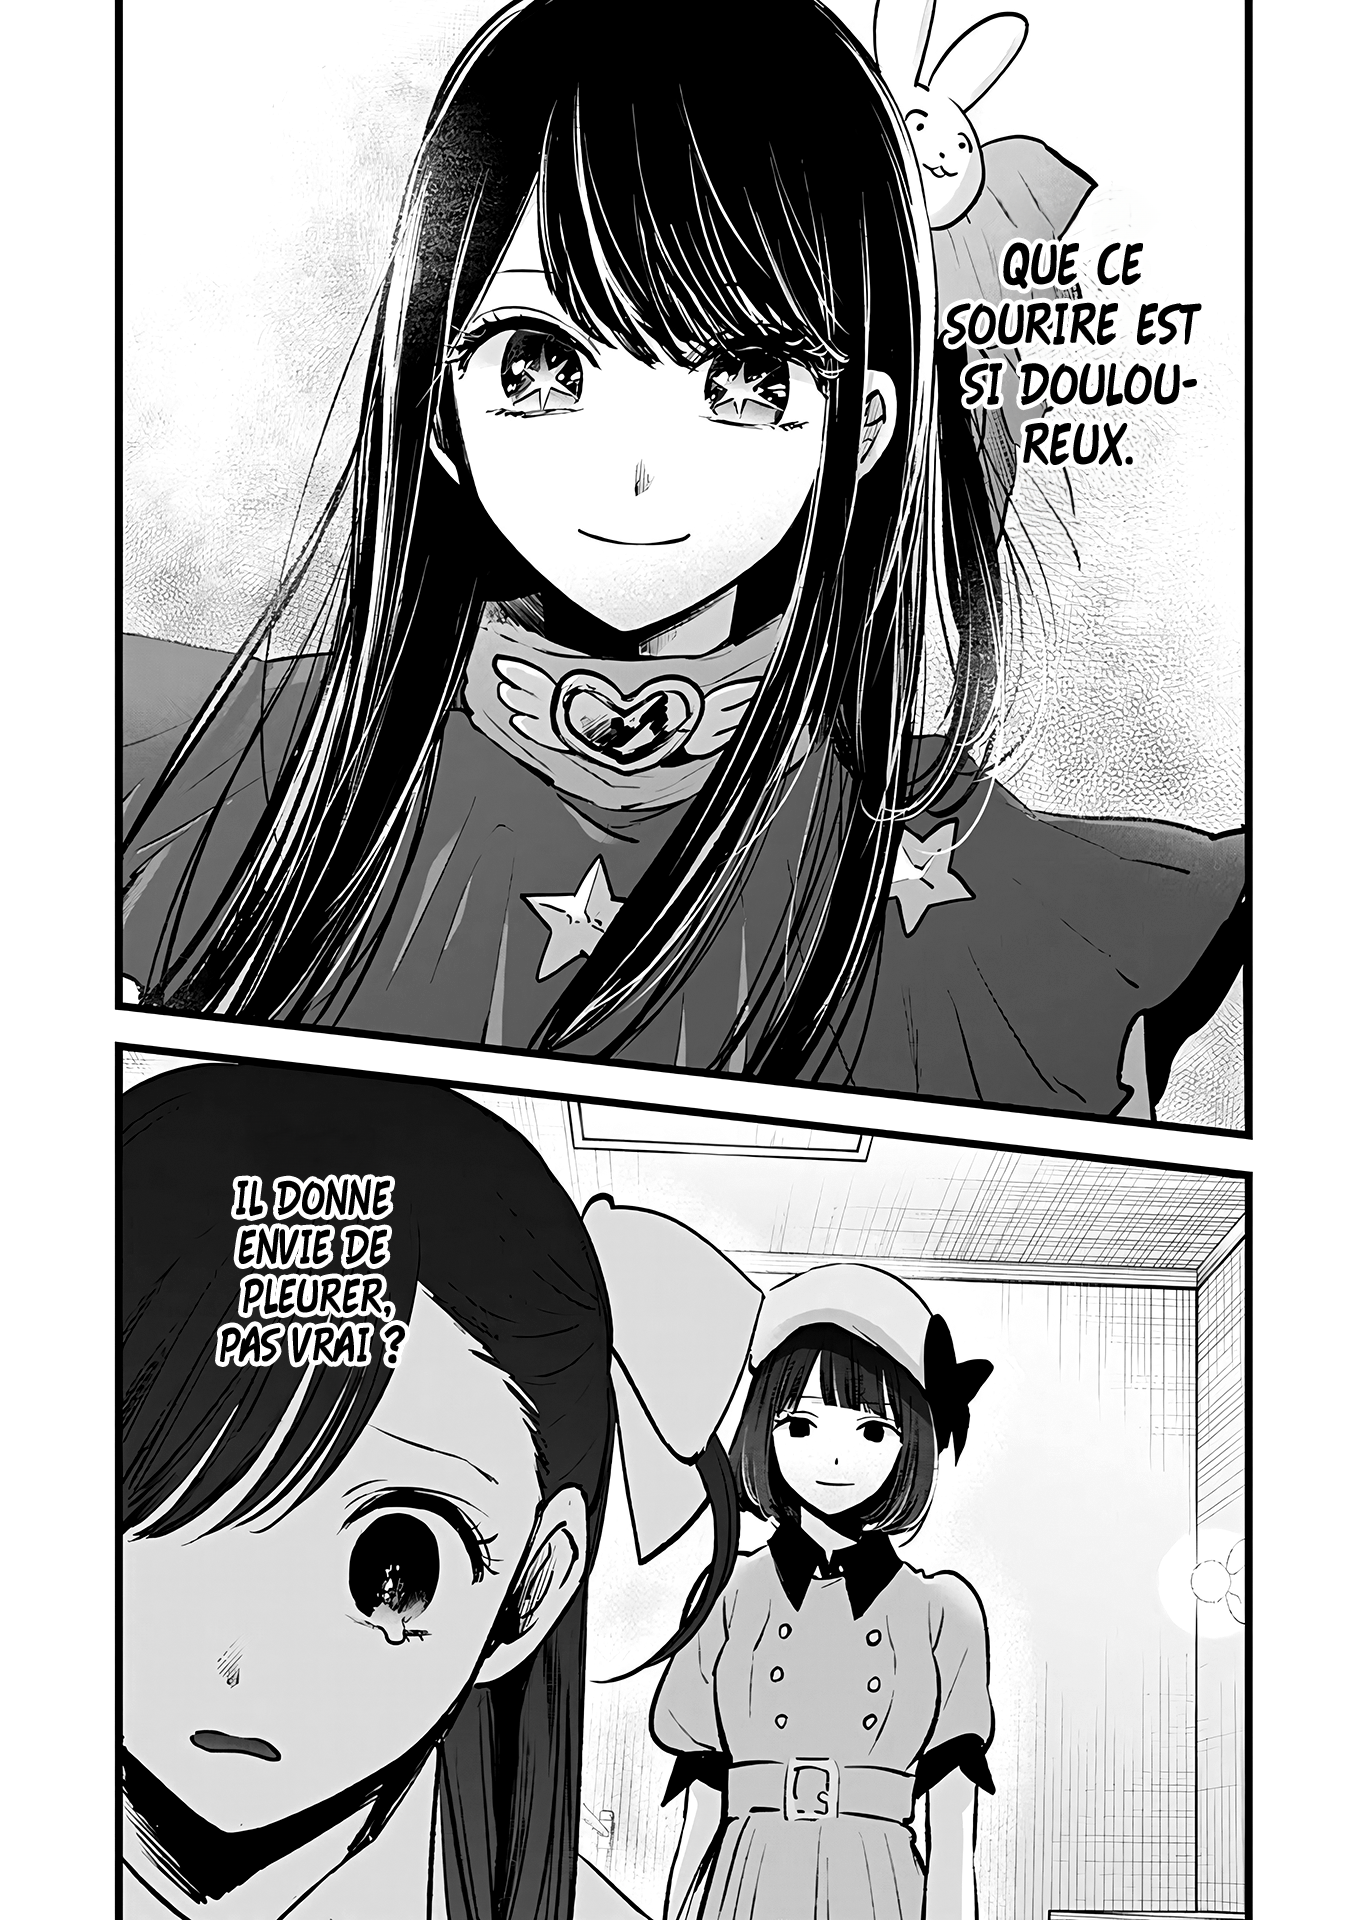 QUE CE
SOURIRE EST
SI DOULOU-
REUX.
IL DONNE
ENVIE DE
PLEURER,
PAS VRAI ?